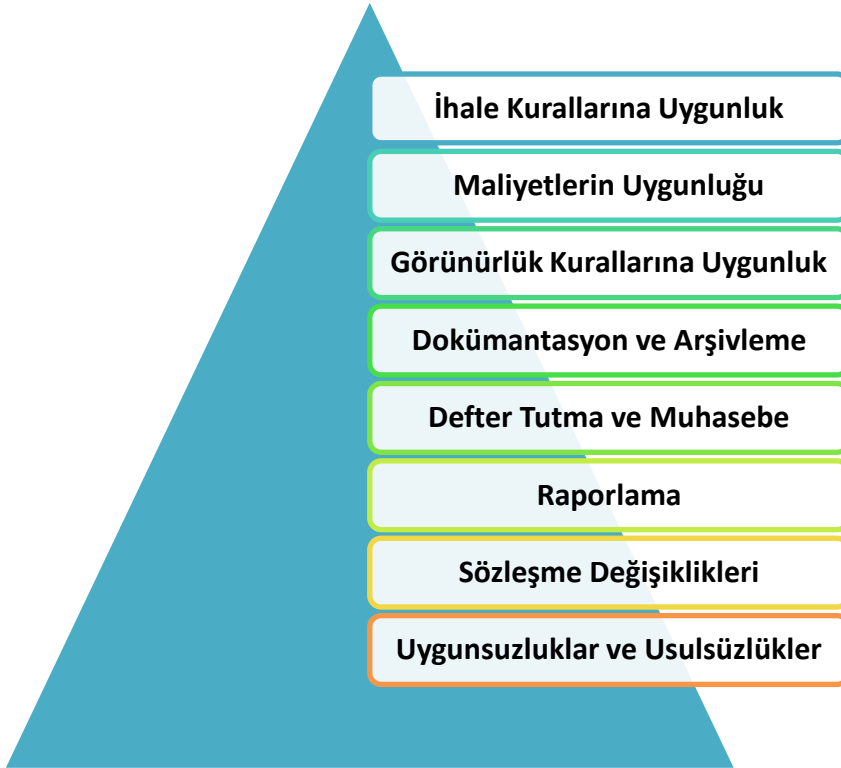 İhale Kurallarına Uygunluk
Maliyetlerin Uygunluğu
Görünürlük Kurallarına Uygunluk
Dokümantasyon ve Arşivleme
Defter Tutma ve Muhasebe
Raporlama
Sözleşme Değişiklikleri
Uygunsuzluklar ve Usulsüzlükler